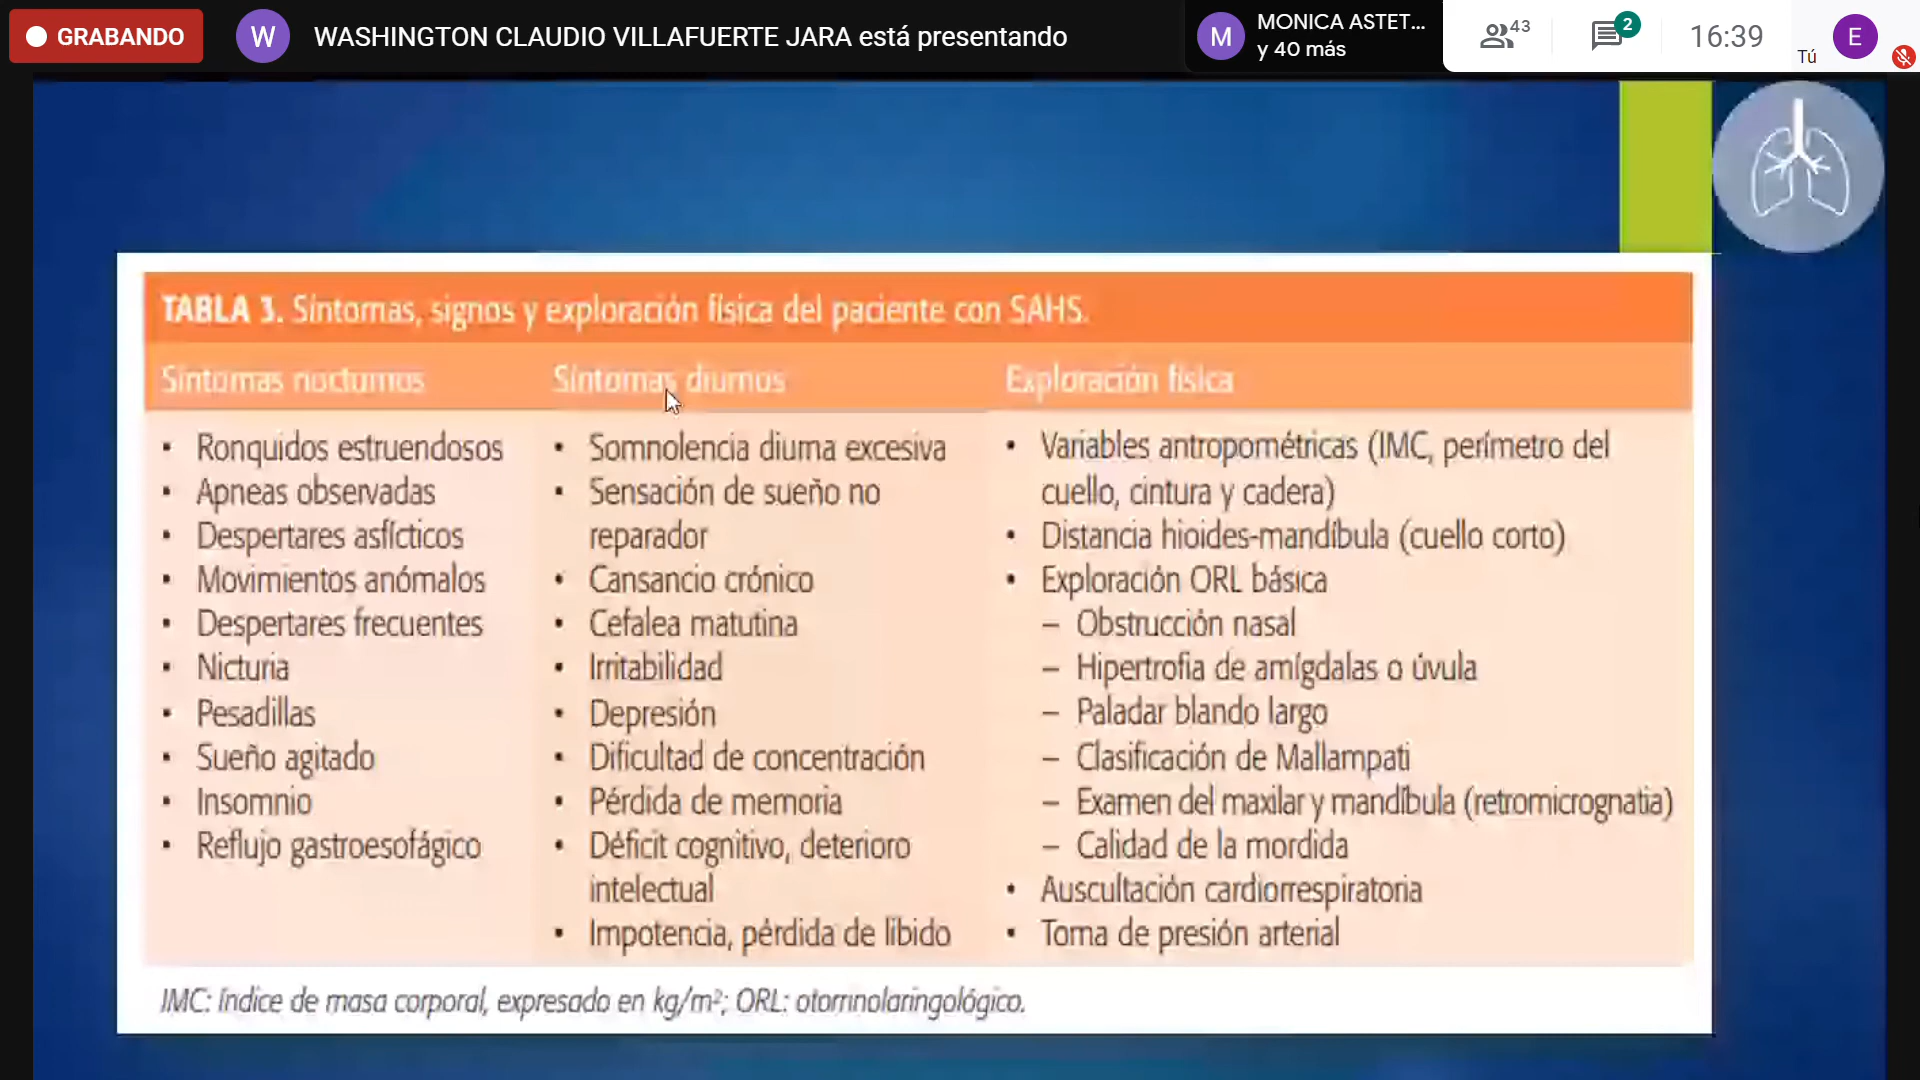 GRABANDO
W
WASHINGTON CLAUDIO VILLAFUERTE JARA está presentando
M
MONICA ASTET...
y 40 más
43
2
16:39
Tú
E
TABLA 3. Síntomas, signos y exploración física del paciente con SAHS.
Síntomas nocturnos
• Ronquidos estruendosos
• Apneas observadas
• Despertares asfícticos
• Movimientos anómalos
• Despertares frecuentes
• Nicturia
• Pesadillas
• Sueño agitado
• Insomnio
• Reflujo gastroesofágico
Síntomas diurnos
• Somnolencia diurna excesiva
• Sensación de sueño no
reparador
• Cansancio crónico
• Cefalea matutina
• Irritabilidad
• Depresión
• Dificultad de concentración
• Pérdida de memoria
• Déficit cognitivo, deterioro
intelectual
• Impotencia, pérdida de líbido
Exploración física
• Variables antropométricas (IMC, perímetro del
cuello, cintura y cadera)
• Distancia hioides-mandíbula (cuello corto)
• Exploración ORL básica
– Obstrucción nasal
– Hipertrofia de amígdalas o úvula
– Paladar blando largo
– Clasificación de Mallampati
– Examen del maxilar y mandíbula (retromicrognatia)
– Calidad de la mordida
• Auscultación cardiorrespiratoria
• Toma de presión arterial
IMC: índice de masa corporal, expresado en kg/m²; ORL: otorrinolaringológico.